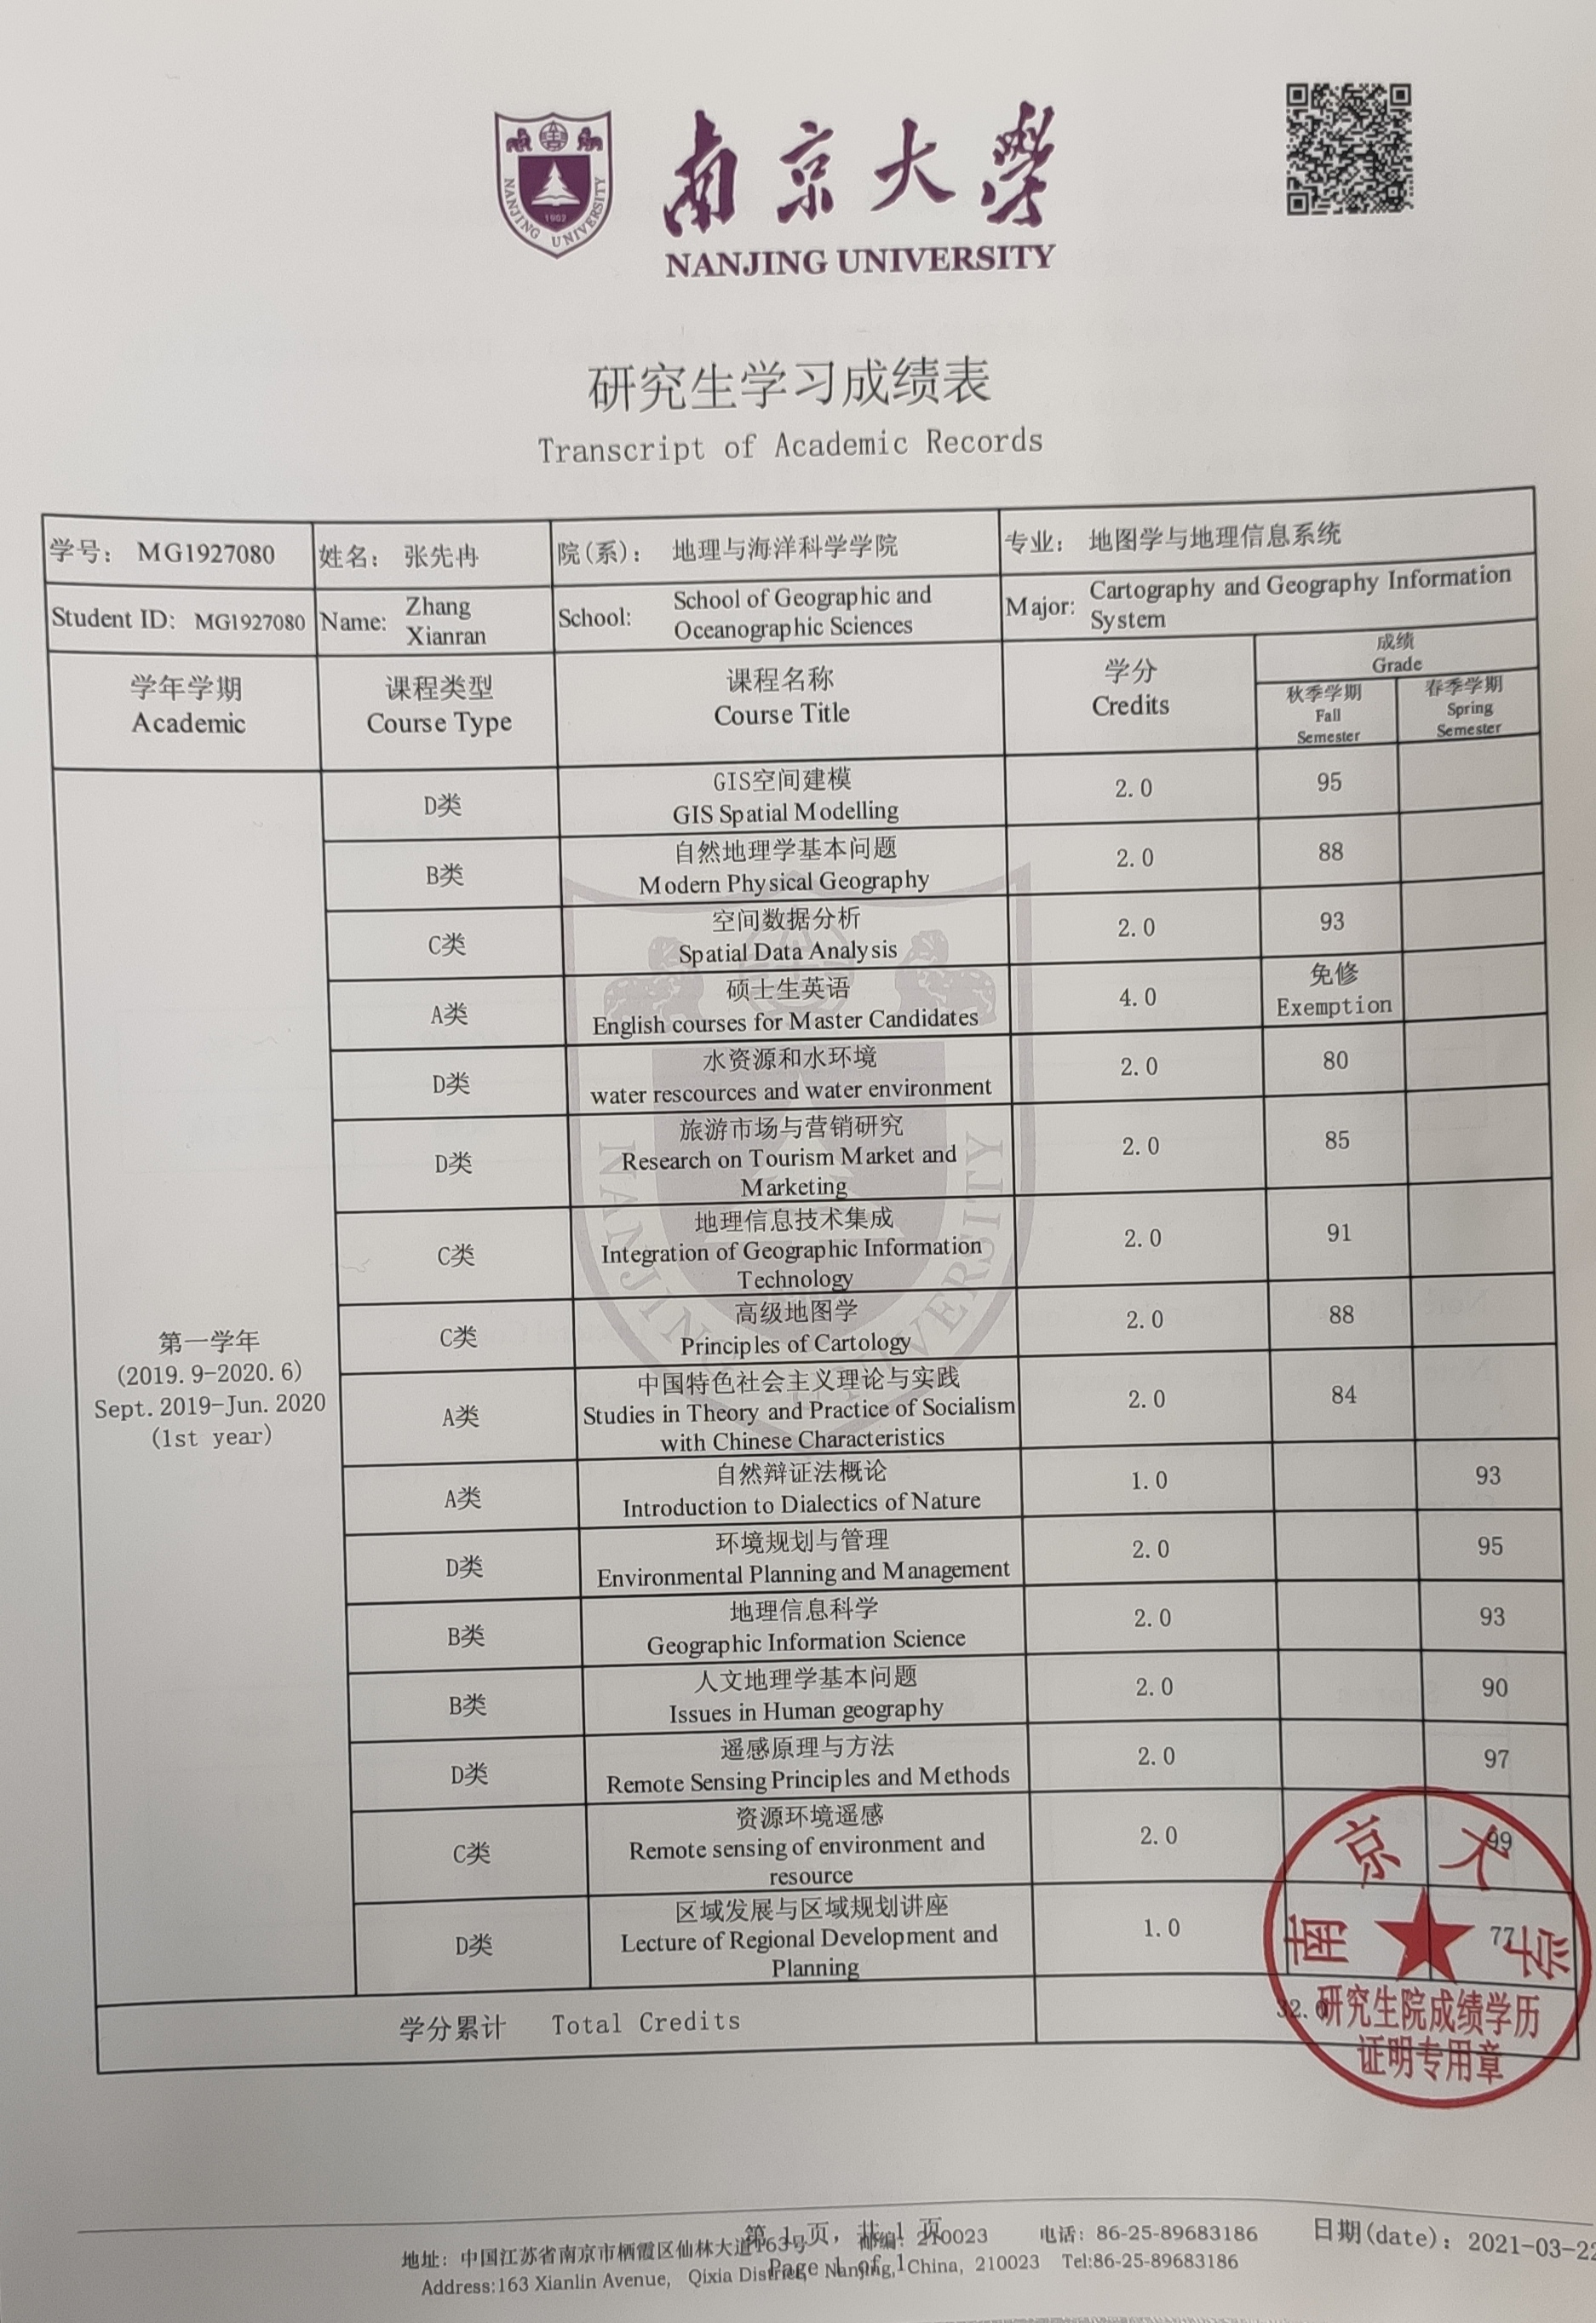 南京大學
NANJING UNIVERSITY
NANJING UNIVERSITY
1902
研究生学习成绩表
Transcript of Academic Records
学号： MG1927080 姓名： 张先冉 院(系)： 地理与海洋科学学院 专业： 地图学与地理信息系统
Student ID: MG1927080 Name: Zhang Xianran School: School of Geographic and Oceanographic Sciences Major: Cartography and Geography Information System
学年学期 课程类型 课程名称 学分 成绩
Academic Course Type Course Title Credits Grade
秋季学期 春季学期
Fall Semester Spring Semester
第一学年
(2019.9-2020.6)
Sept.2019-Jun.2020
(1st year)
D类 GIS空间建模 2.0 95
GIS Spatial Modelling
B类 自然地理学基本问题 2.0 88
Modern Physical Geography
C类 空间数据分析 2.0 93
Spatial Data Analysis
A类 硕士生英语 4.0 免修
English courses for Master Candidates Exemption
D类 水资源和水环境 2.0 80
water rescources and water environment
D类 旅游市场与营销研究 2.0 85
Research on Tourism Market and
Marketing
C类 地理信息技术集成 2.0 91
Integration of Geographic Information
Technology
C类 高级地图学 2.0 88
Principles of Cartology
A类 中国特色社会主义理论与实践 2.0 84
Studies in Theory and Practice of Socialism
with Chinese Characteristics
A类 自然辩证法概论 1.0 93
Introduction to Dialectics of Nature
D类 环境规划与管理 2.0 95
Environmental Planning and Management
B类 地理信息科学 2.0 93
Geographic Information Science
B类 人文地理学基本问题 2.0 90
Issues in Human geography
D类 遥感原理与方法 2.0 97
Remote Sensing Principles and Methods
C类 资源环境遥感 2.0 99
Remote sensing of environment and
resource
D类 区域发展与区域规划讲座 1.0 77
Lecture of Regional Development and
Planning
学分累计 Total Credits 32.0
南京大学
研究生院成绩学历
证明专用章
NANJING UNIVERSITY
第 1 页, 共 1 页
Page 1 of 1
地址：中国江苏省南京市栖霞区仙林大道163号 邮编：210023 电话：86-25-89683186 日期(date)：2021-03-22
Address:163 Xianlin Avenue, Qixia District, Nanjing, China, 210023 Tel:86-25-89683186